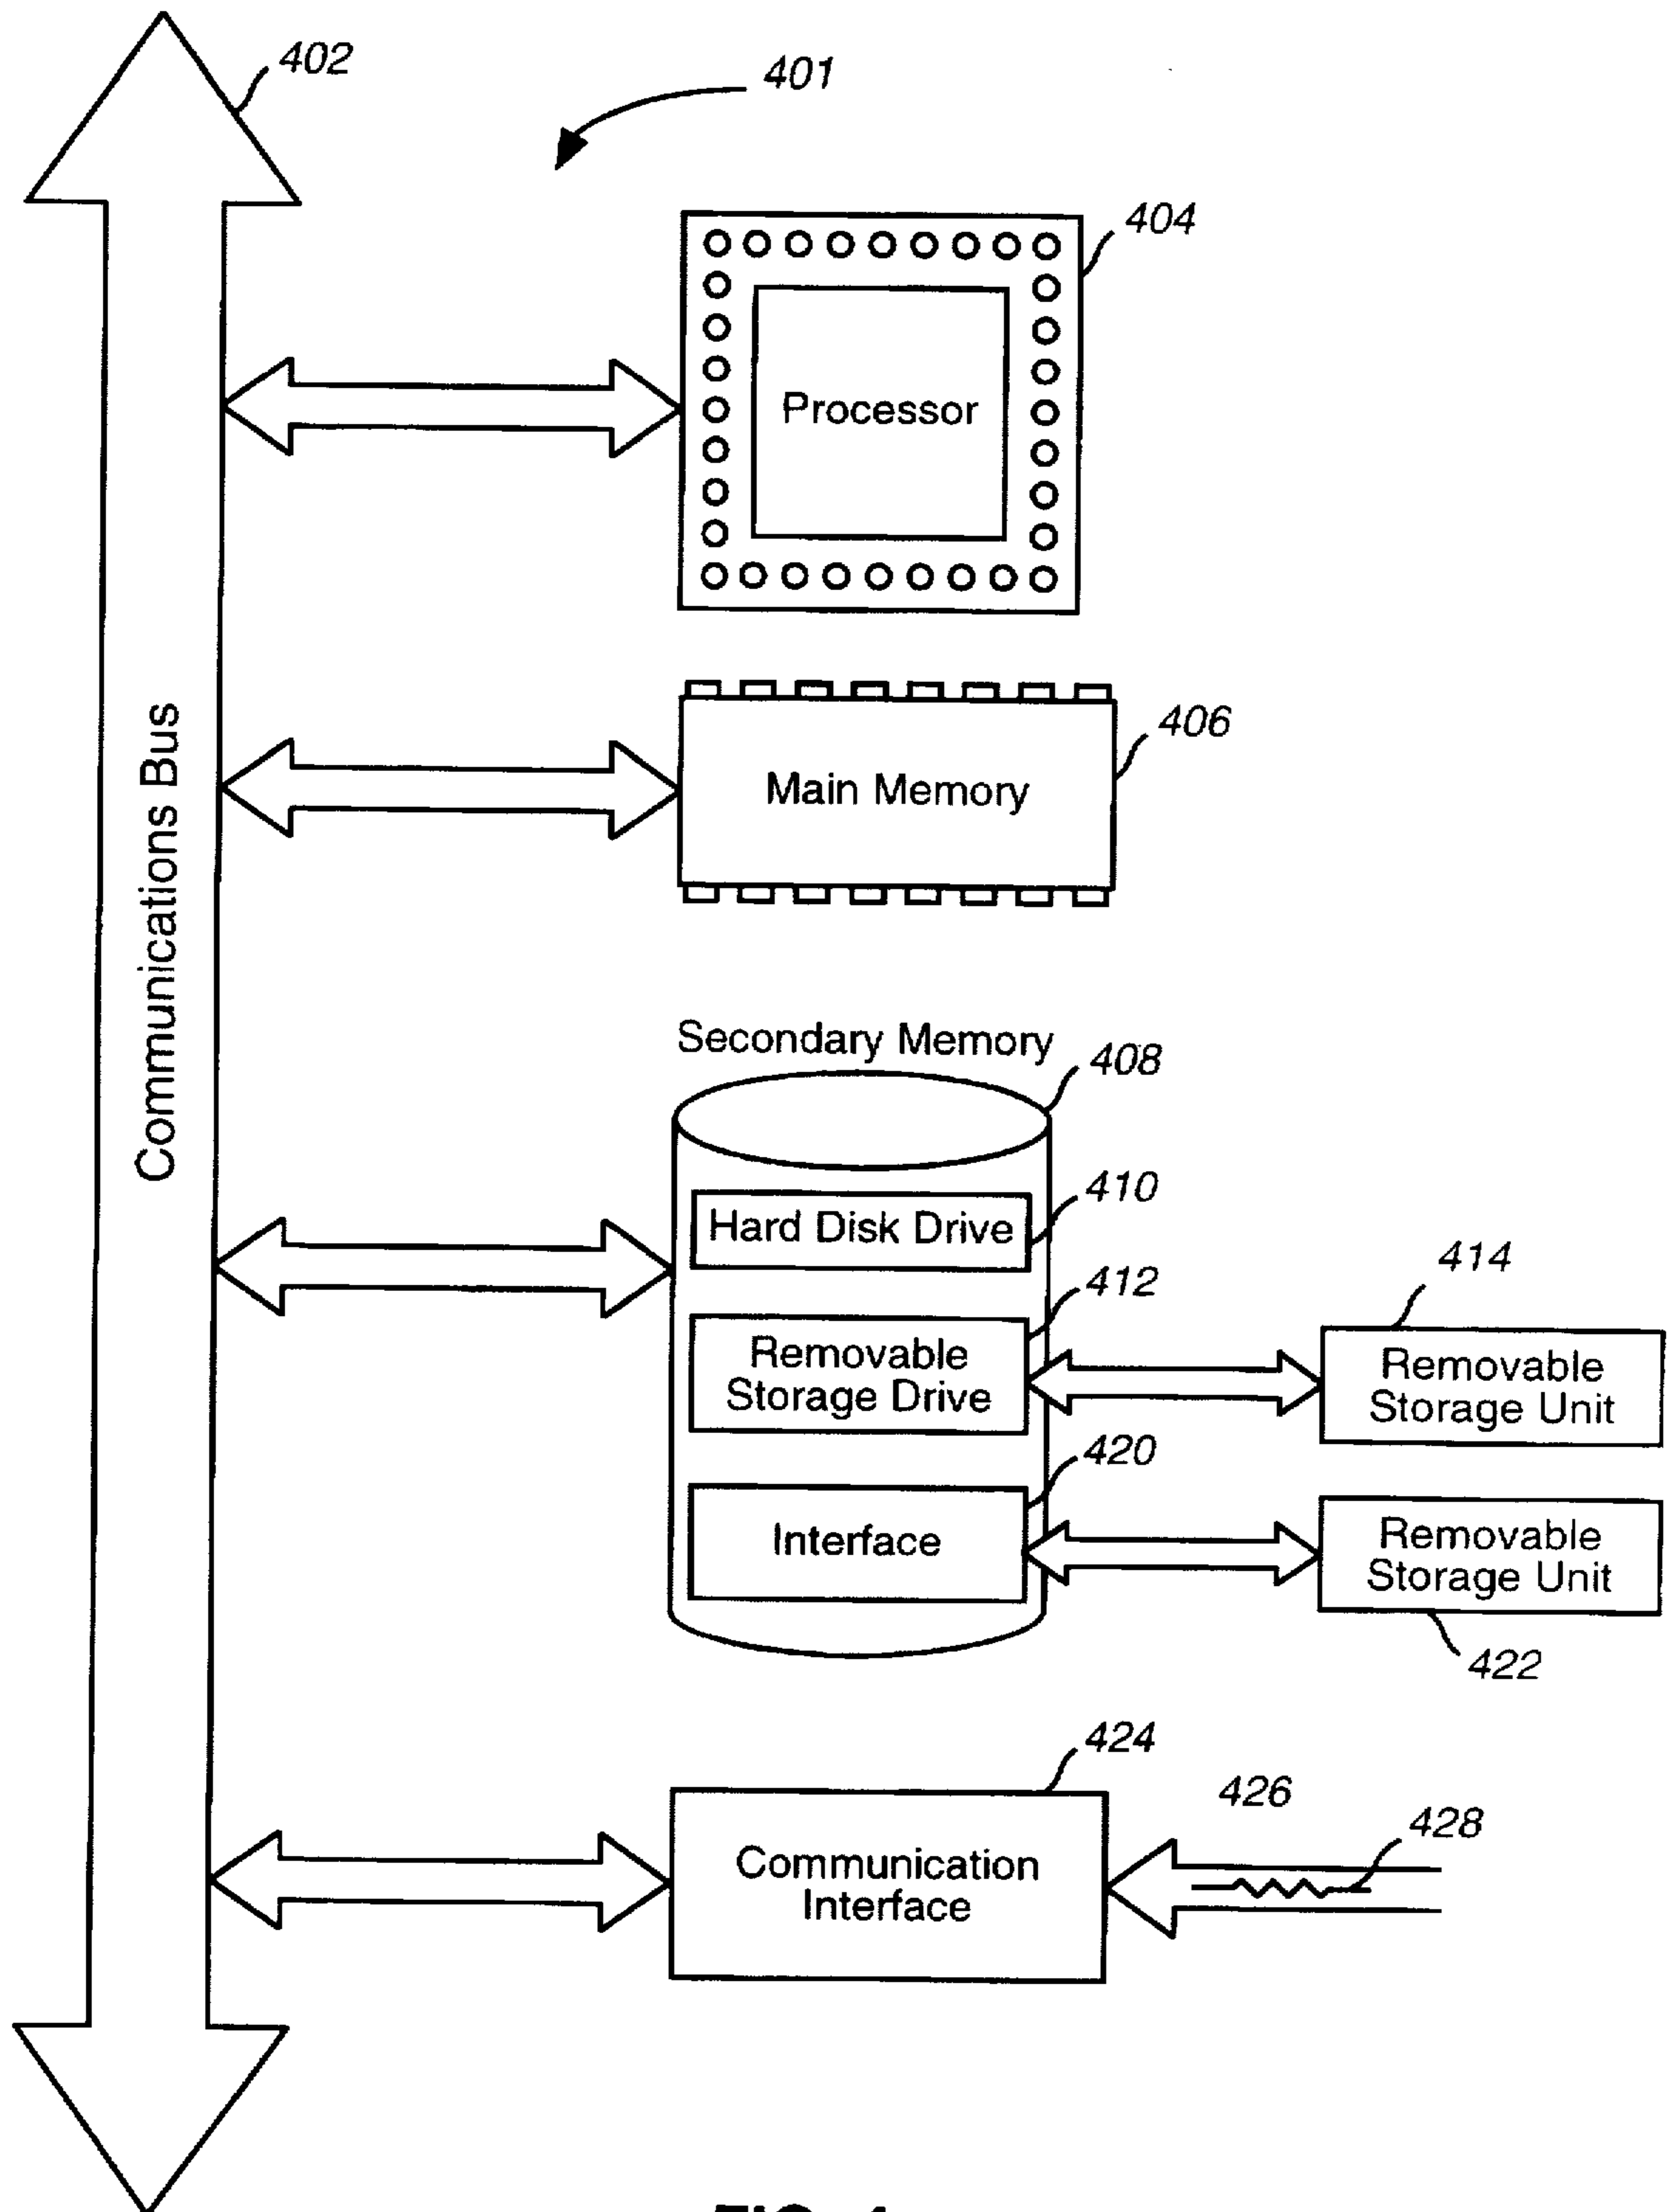 402
401
404
Processor
406
Main Memory
Communications Bus
Secondary Memory
408
410
Hard Disk Drive
412
414
Removable
Storage Drive
Removable
Storage Unit
420
Interface
Removable
Storage Unit
422
424
426
428
Communication
Interface